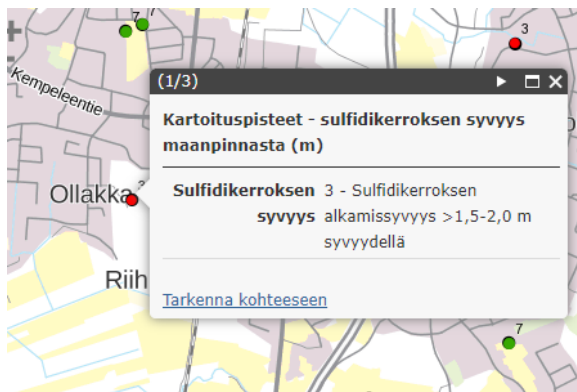 7
7
3
Kempeleentie
(1/3)
Kartoituspisteet - sulfidikerroksen syvyys
maanpinnasta (m)
Sulfidikerroksen 3 - Sulfidikerroksen
syvyys alkamissyvyys >1,5-2,0 m
syvyydellä
Tarkenna kohteeseen
Ollakka
Riih
7